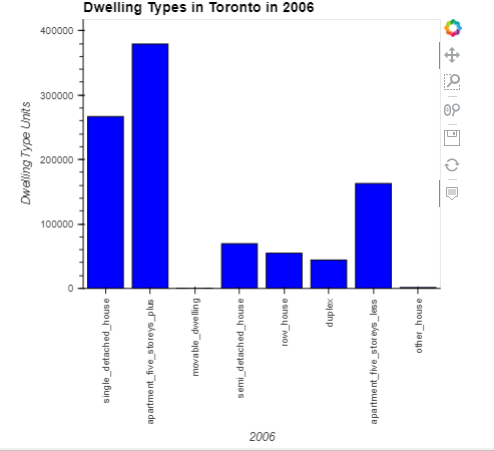 Dwelling Types in Toronto in 2006
400000
300000
200000
100000
0
Dwelling Type Units
single_detached_house
apartment_five_storeys_plus
movable_dwelling
semi_detached_house
row_house
duplex
apartment_five_storeys_less
other_house
2006